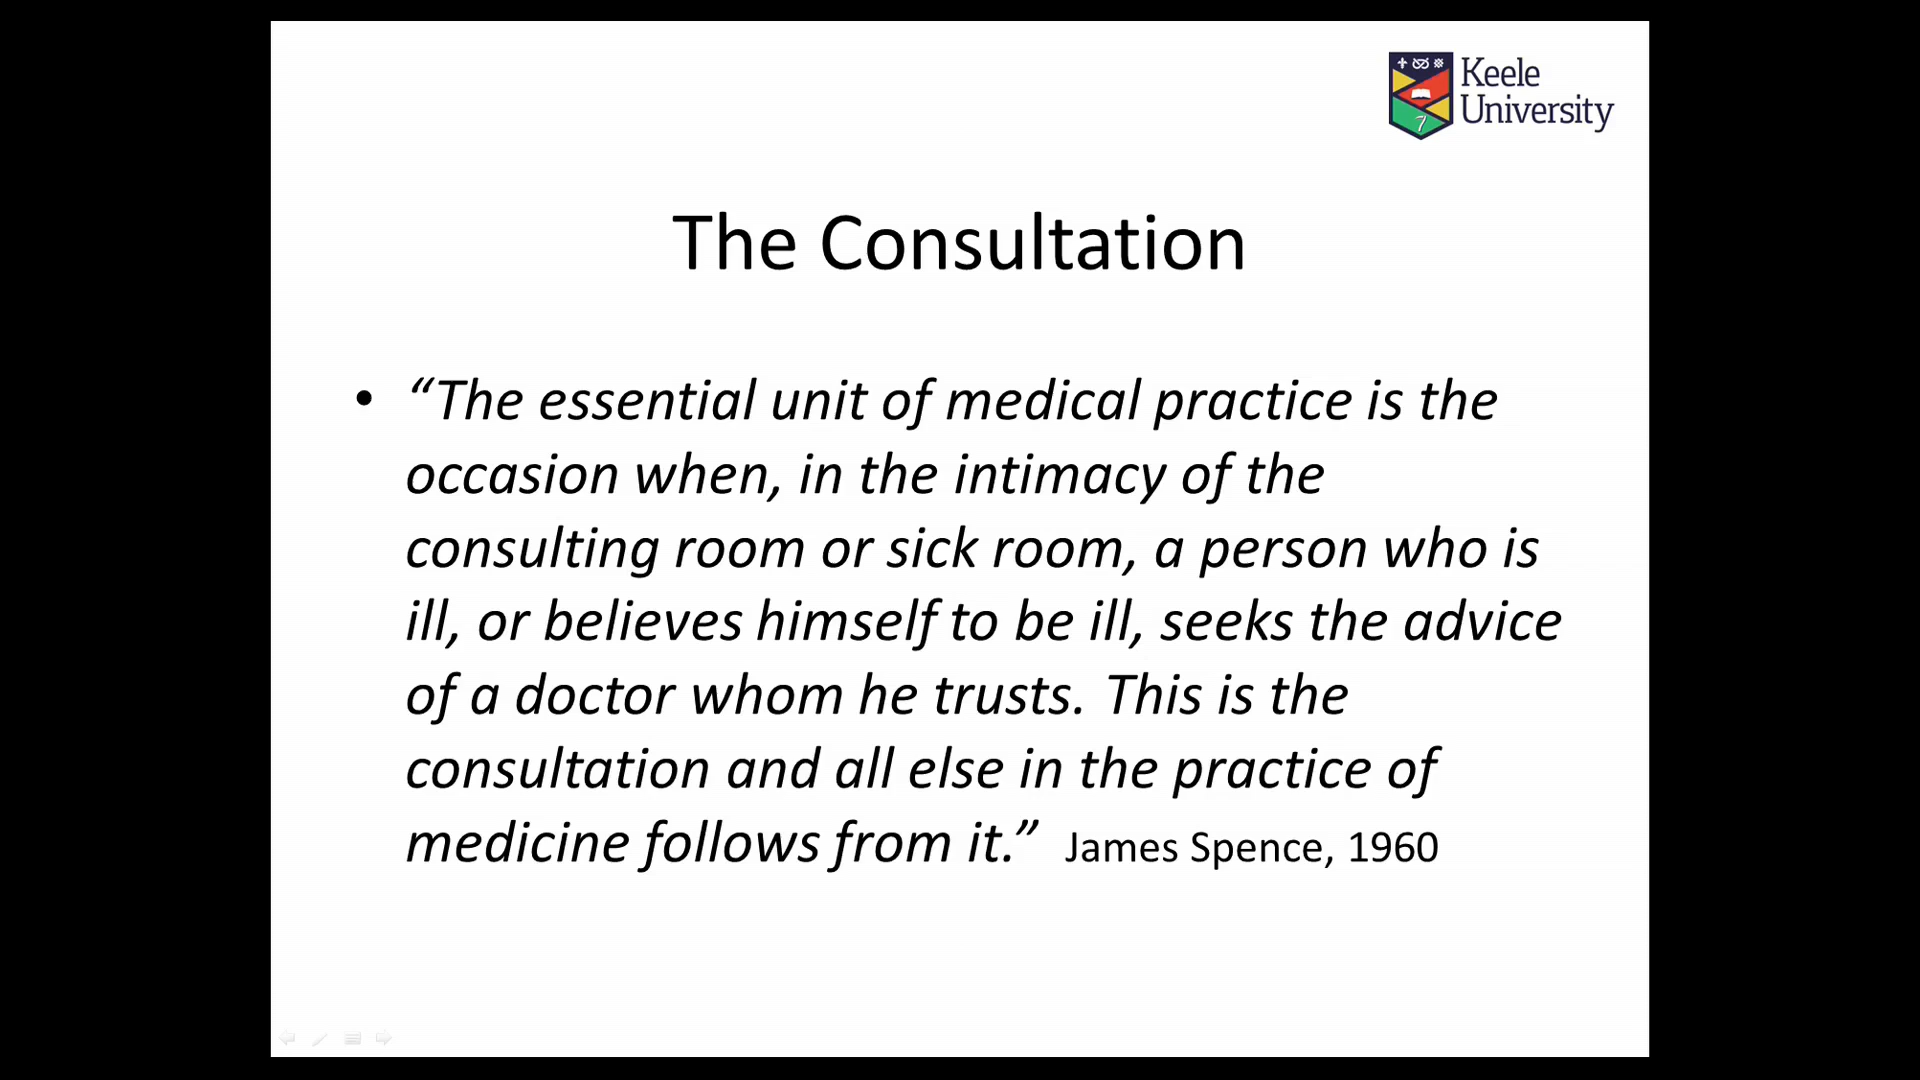 Keele
University
The Consultation
• “The essential unit of medical practice is the
occasion when, in the intimacy of the
consulting room or sick room, a person who is
ill, or believes himself to be ill, seeks the advice
of a doctor whom he trusts. This is the
consultation and all else in the practice of
medicine follows from it.” James Spence, 1960